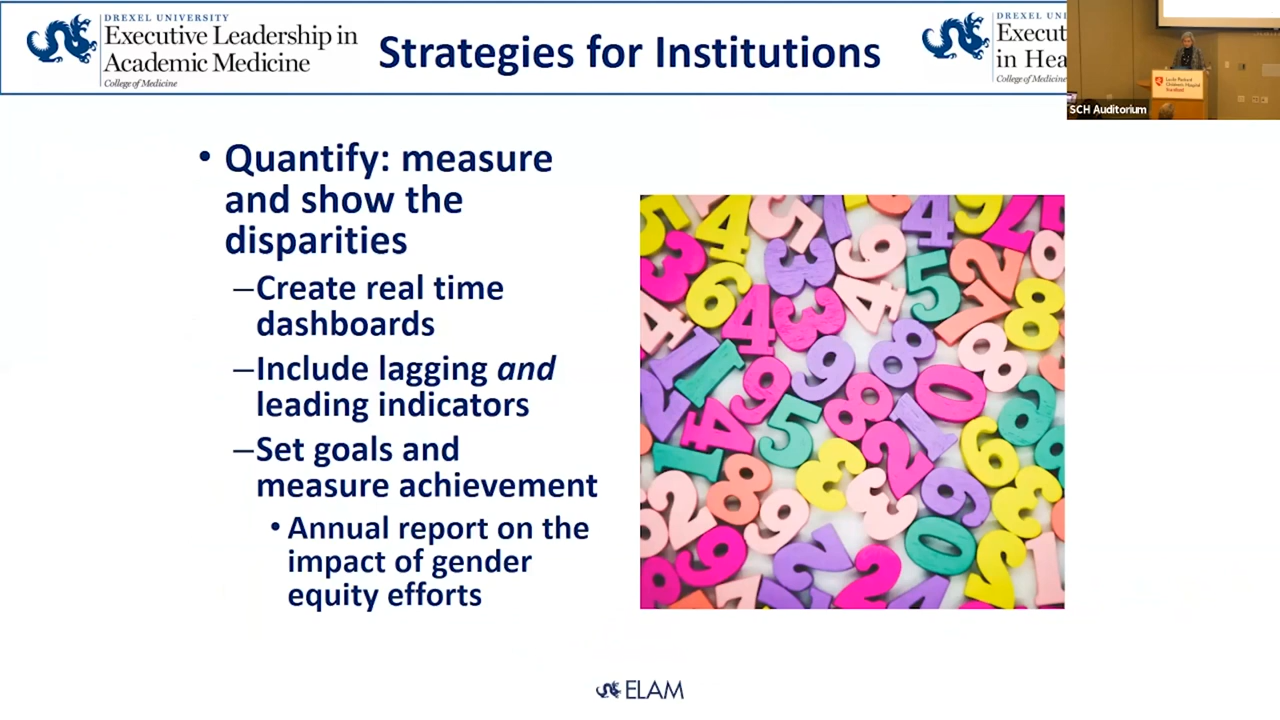 DREXEL UNIVERSITY
Executive Leadership in
Academic Medicine
College of Medicine
Strategies for Institutions
DREXEL UNI
Execut
in Hea
College of Medicine
SCH Auditorium
• Quantify: measure
and show the
disparities
–Create real time
dashboards
–Include lagging and
leading indicators
–Set goals and
measure achievement
• Annual report on the
impact of gender
equity efforts
ELAM